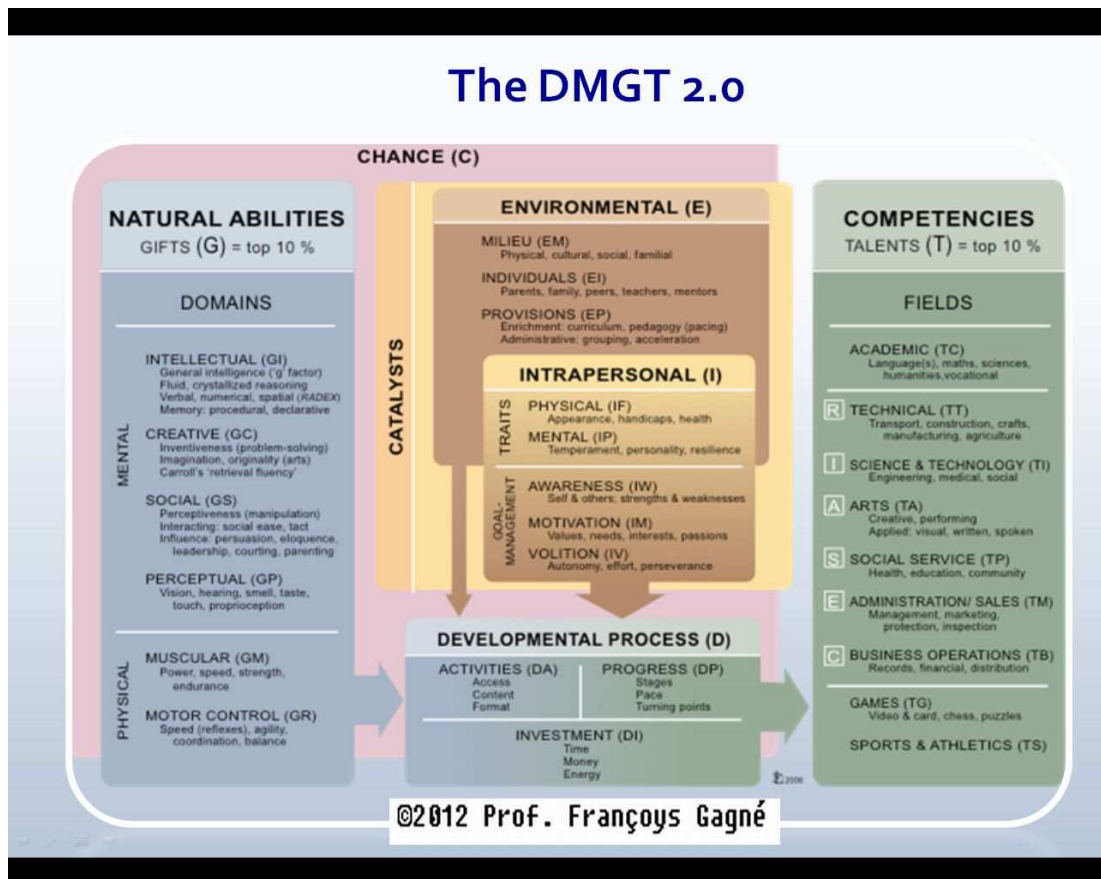 The DMGT 2.0
CHANCE (C)
NATURAL ABILITIES
GIFTS (G) = top 10 %
DOMAINS
MENTAL
INTELLECTUAL (GI)
General intelligence ('g' factor)
Fluid, crystallized reasoning
Verbal, numerical, spatial (RADEX)
Memory: procedural, declarative
CREATIVE (GC)
Inventiveness (problem-solving)
Imagination, originality (arts)
Carroll's 'retrieval fluency'
SOCIAL (GS)
Perceptiveness (manipulation)
Interacting: social ease, tact
Influence: persuasion, eloquence,
leadership, courting, parenting
PERCEPTUAL (GP)
Vision, hearing, smell, taste,
touch, proprioception
PHYSICAL
MUSCULAR (GM)
Power, speed, strength,
endurance
MOTOR CONTROL (GR)
Speed (reflexes), agility,
coordination, balance
CATALYSTS
ENVIRONMENTAL (E)
MILIEU (EM)
Physical, cultural, social, familial
INDIVIDUALS (EI)
Parents, family, peers, teachers, mentors
PROVISIONS (EP)
Enrichment: curriculum, pedagogy (pacing)
Administrative: grouping, acceleration
INTRAPERSONAL (I)
TRAITS
PHYSICAL (IF)
Appearance, handicaps, health
MENTAL (IP)
Temperament, personality, resilience
GOAL-
MANAGEMENT
AWARENESS (IW)
Self & others; strengths & weaknesses
MOTIVATION (IM)
Values, needs, interests, passions
VOLITION (IV)
Autonomy, effort, perseverance
DEVELOPMENTAL PROCESS (D)
ACTIVITIES (DA)
Access
Content
Format
PROGRESS (DP)
Stages
Pace
Turning points
INVESTMENT (DI)
Time
Money
Energy
COMPETENCIES
TALENTS (T) = top 10 %
FIELDS
ACADEMIC (TC)
Language(s), maths, sciences,
humanities,vocational
R TECHNICAL (TT)
Transport, construction, crafts,
manufacturing, agriculture
I SCIENCE & TECHNOLOGY (TI)
Engineering, medical, social
A ARTS (TA)
Creative, performing
Applied: visual, written, spoken
S SOCIAL SERVICE (TP)
Health, education, community
E ADMINISTRATION/ SALES (TM)
Management, marketing,
protection, inspection
C BUSINESS OPERATIONS (TB)
Records, financial, distribution
GAMES (TG)
Video & card, chess, puzzles
SPORTS & ATHLETICS (TS)
©2012 Prof. Françoys Gagné